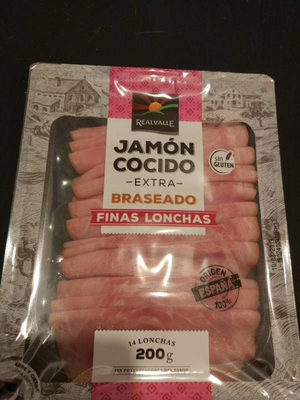 REALVALLE
JAMÓN
COCIDO
EXTRA
BRASEADO
FINAS LONCHAS
sin
GLUTEN
ORIGEN
ESPAÑA
100%
14 LONCHAS
200g